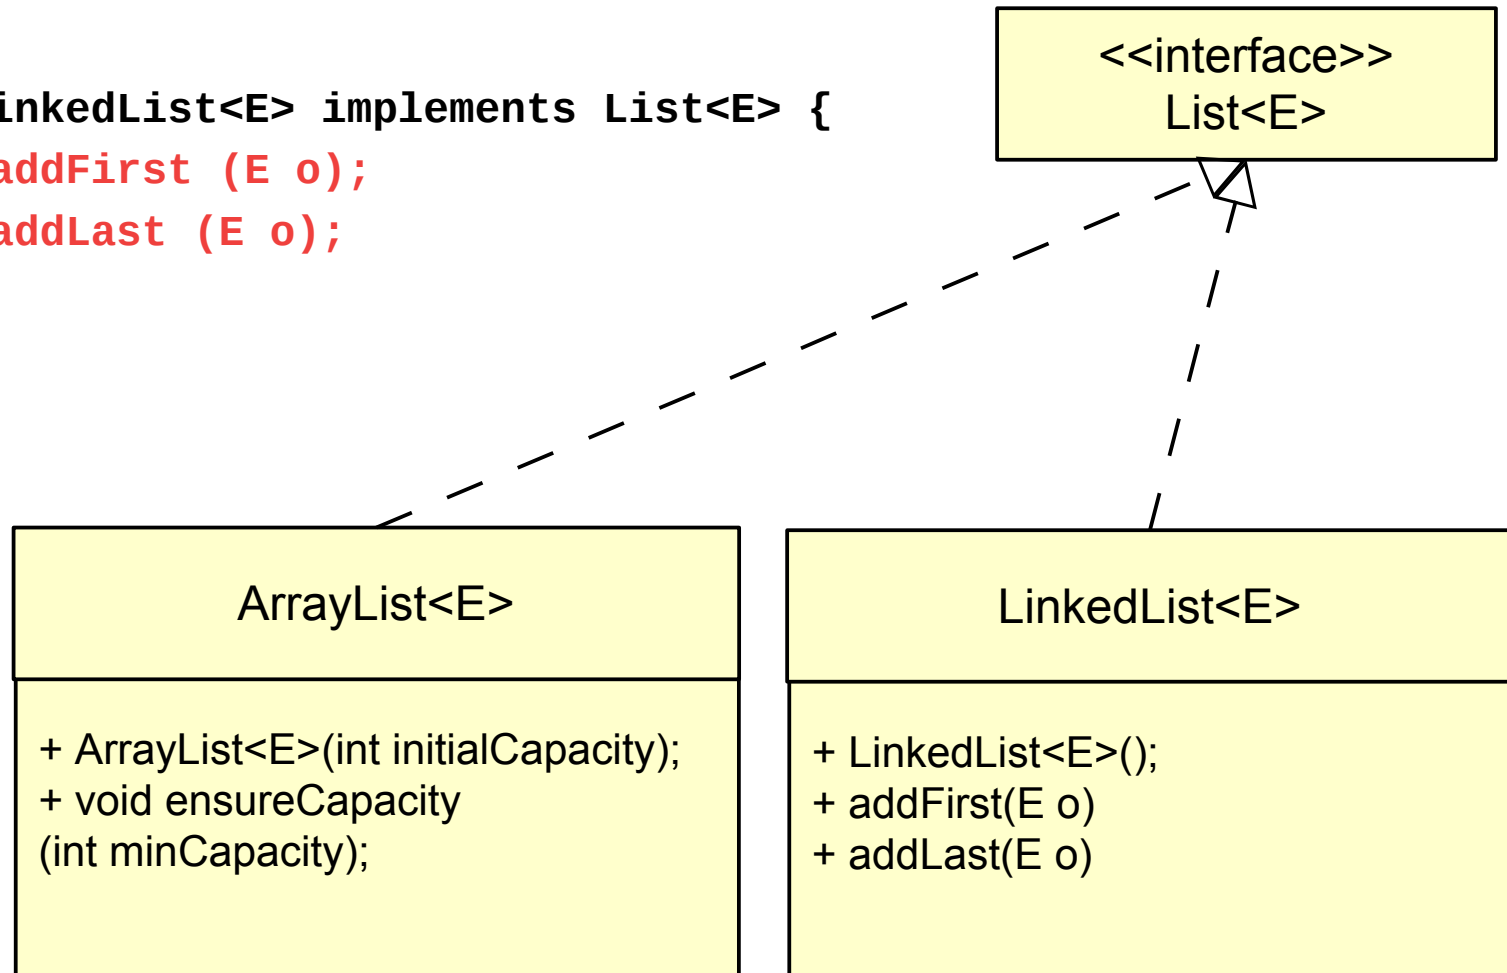 inkedList<E> implements List<E> {
addFirst (E o);
addLast (E o);
<<interface>>
List<E>
ArrayList<E>
+ ArrayList<E>(int initialCapacity);
+ void ensureCapacity
(int minCapacity);
LinkedList<E>
+ LinkedList<E>();
+ addFirst(E o)
+ addLast(E o)